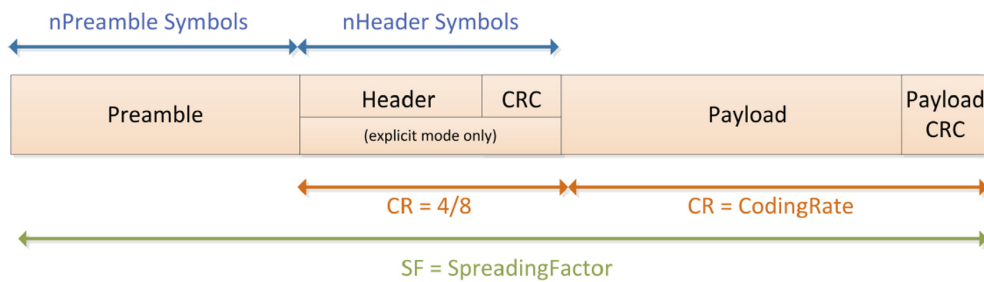 nPreamble Symbols
nHeader Symbols
Preamble
Header
CRC
(explicit mode only)
Payload
Payload
CRC
CR = 4/8
CR = CodingRate
SF = SpreadingFactor